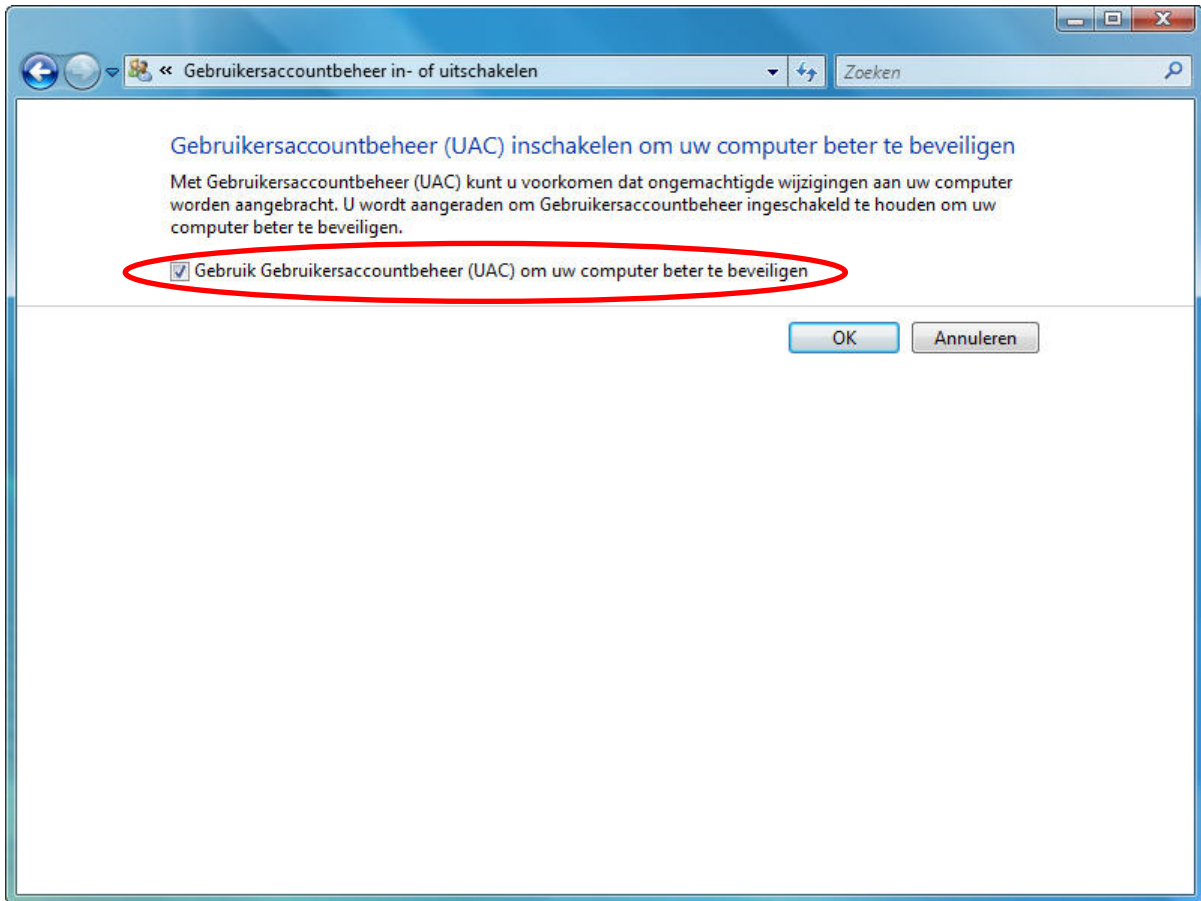 « Gebruikersaccountbeheer in- of uitschakelen
Zoeken
Gebruikersaccountbeheer (UAC) inschakelen om uw computer beter te beveiligen
Met Gebruikersaccountbeheer (UAC) kunt u voorkomen dat ongemachtigde wijzigingen aan uw computer
worden aangebracht. U wordt aangeraden om Gebruikersaccountbeheer ingeschakeld te houden om uw
computer beter te beveiligen.
Gebruik Gebruikersaccountbeheer (UAC) om uw computer beter te beveiligen
OK
Annuleren